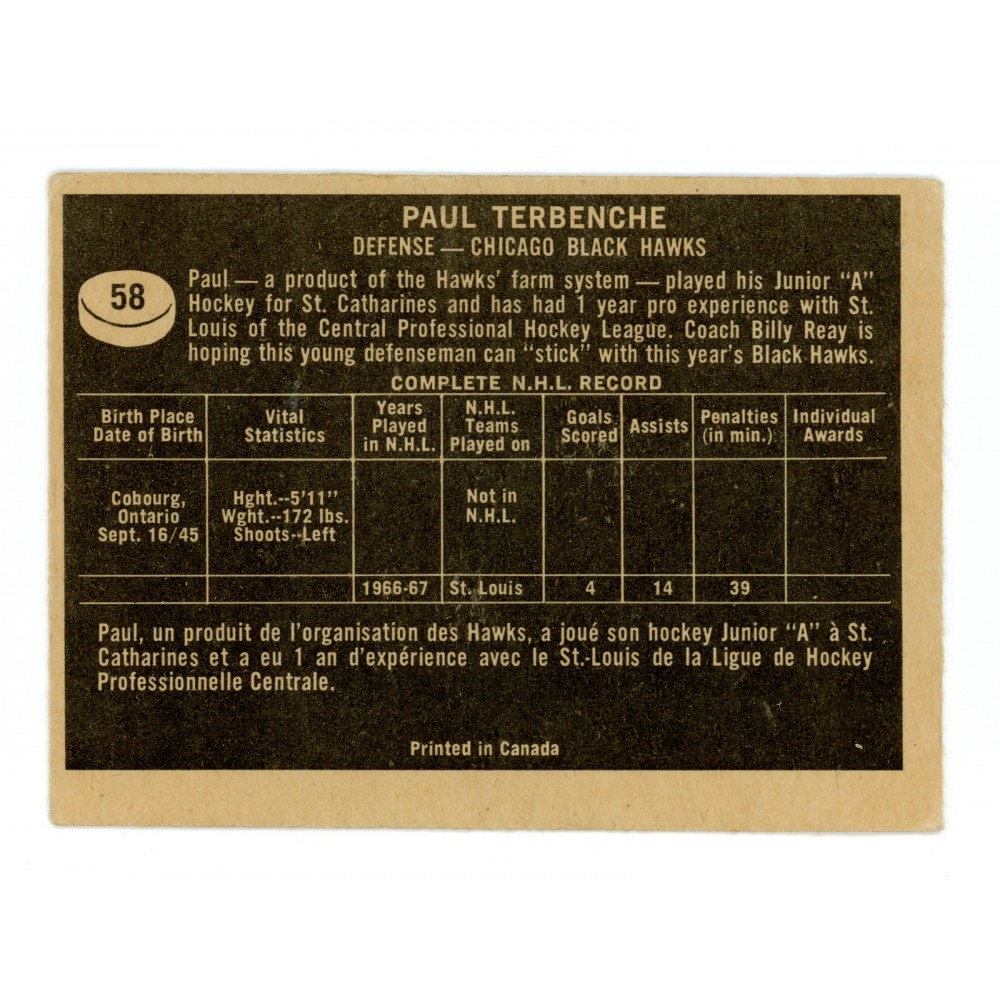 PAUL TERBENCHE
DEFENSE — CHICAGO BLACK HAWKS
58
Paul — a product of the Hawks' farm system — played his Junior "A"
Hockey for St. Catharines and has had 1 year pro experience with St.
Louis of the Central Professional Hockey League. Coach Billy Reay is
hoping this young defenseman can "stick" with this year's Black Hawks.
COMPLETE N.H.L. RECORD
Birth Place
Date of Birth
Vital
Statistics
Years
Played
in N.H.L.
N.H.L.
Teams
Played on
Goals
Scored
Assists
Penalties
(in min.)
Individual
Awards
Cobourg,
Ontario
Sept. 16/45
Hght.--5'11"
Wght.--172 lbs.
Shoots--Left
Not in
N.H.L.
1966-67 St. Louis 4 14 39
Paul, un produit de l'organisation des Hawks, a joué son hockey Junior "A" à St.
Catharines et a eu 1 an d'expérience avec le St.-Louis de la Ligue de Hockey
Professionnelle Centrale.
Printed in Canada